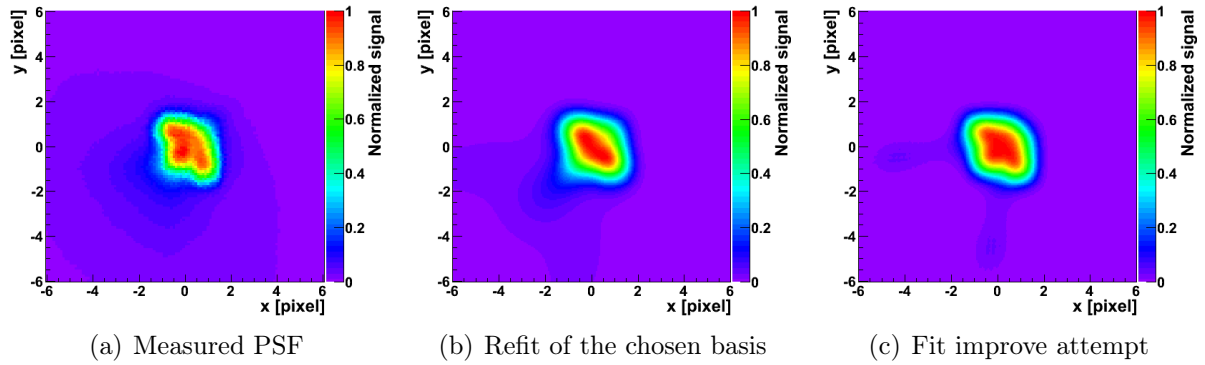 y [pixel]
6
4
2
0
-2
-4
-6
-6 -4 -2 0 2 4 6
x [pixel]
Normalized signal
1
0.8
0.6
0.4
0.2
0
(a) Measured PSF
y [pixel]
6
4
2
0
-2
-4
-6
-6 -4 -2 0 2 4 6
x [pixel]
Normalized signal
1
0.8
0.6
0.4
0.2
0
(b) Refit of the chosen basis
y [pixel]
6
4
2
0
-2
-4
-6
-6 -4 -2 0 2 4 6
x [pixel]
Normalized signal
1
0.8
0.6
0.4
0.2
0
(c) Fit improve attempt